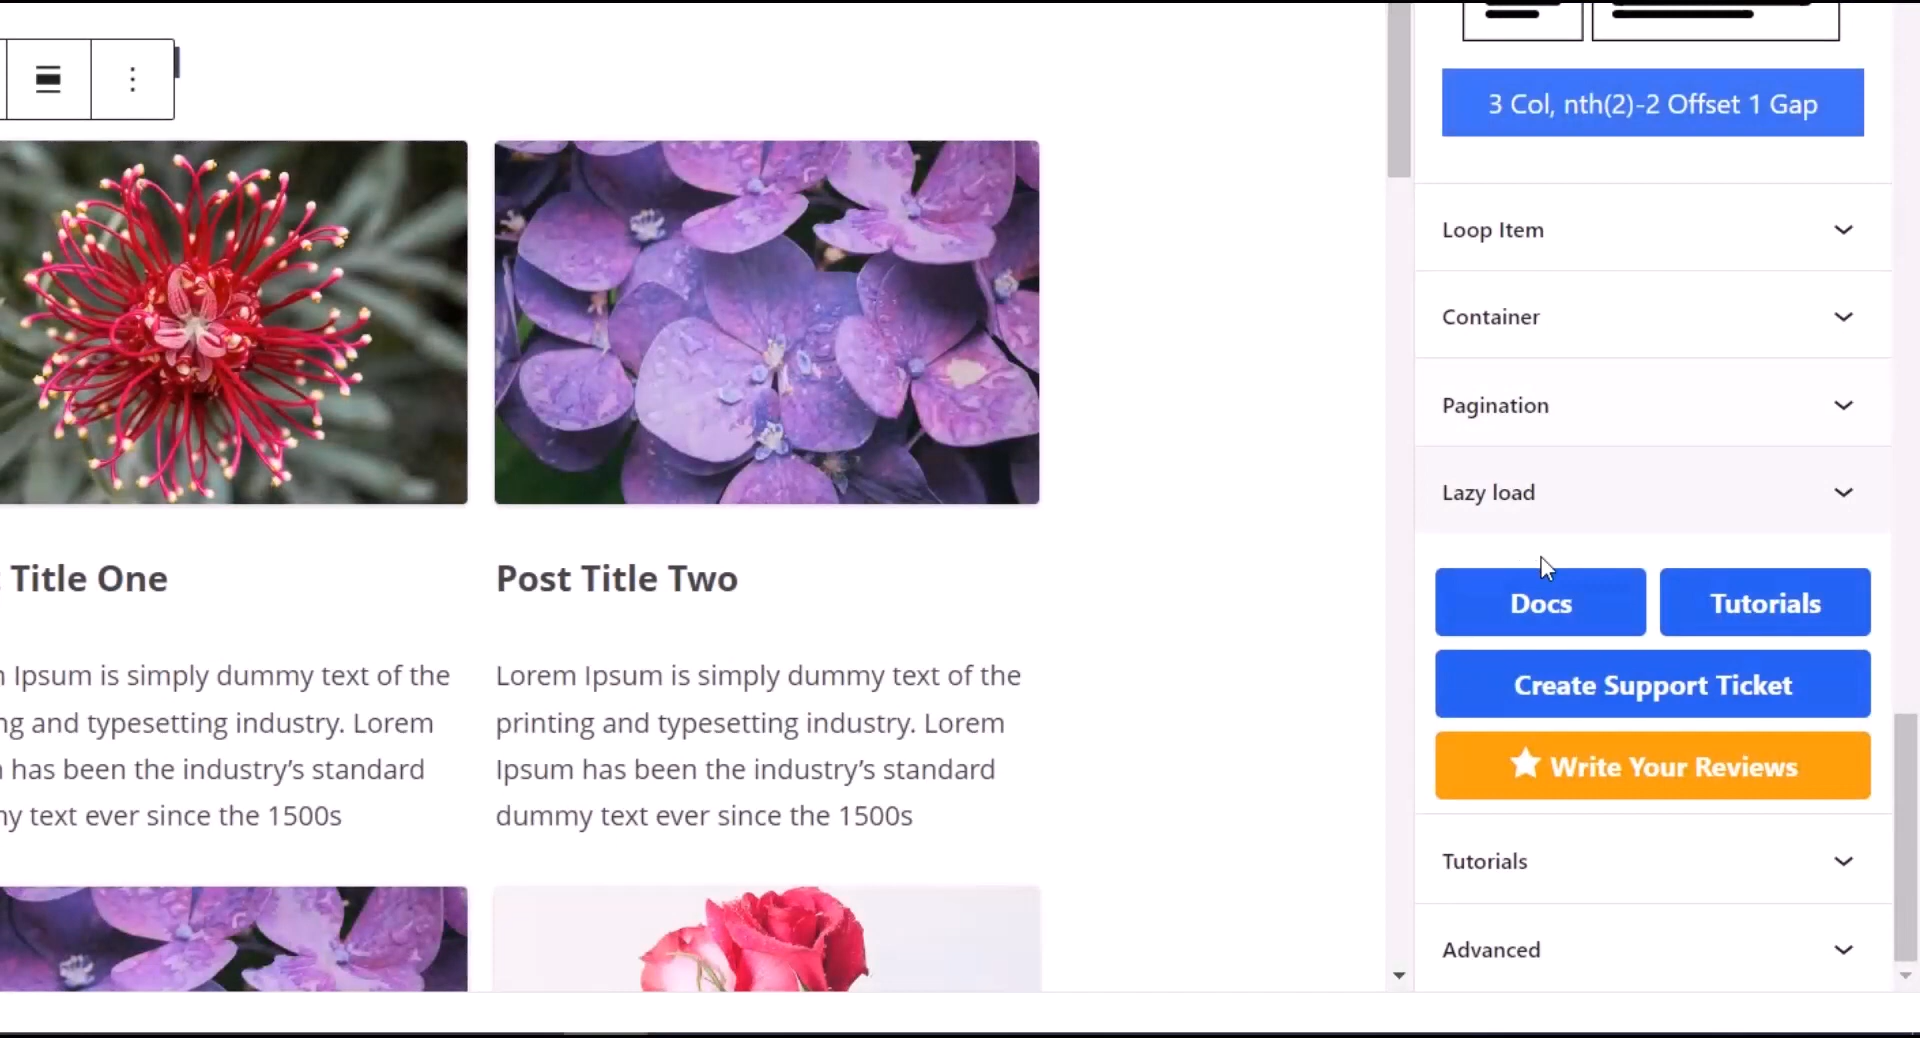 3 Col, nth(2)-2 Offset 1 Gap
Loop Item
Container
Pagination
Lazy load
Docs
Tutorials
Create Support Ticket
Write Your Reviews
Tutorials
Advanced
Title One
Ipsum is simply dummy text of the
ng and typesetting industry. Lorem
has been the industry's standard
y text ever since the 1500s
Post Title Two
Lorem Ipsum is simply dummy text of the
printing and typesetting industry. Lorem
Ipsum has been the industry's standard
dummy text ever since the 1500s